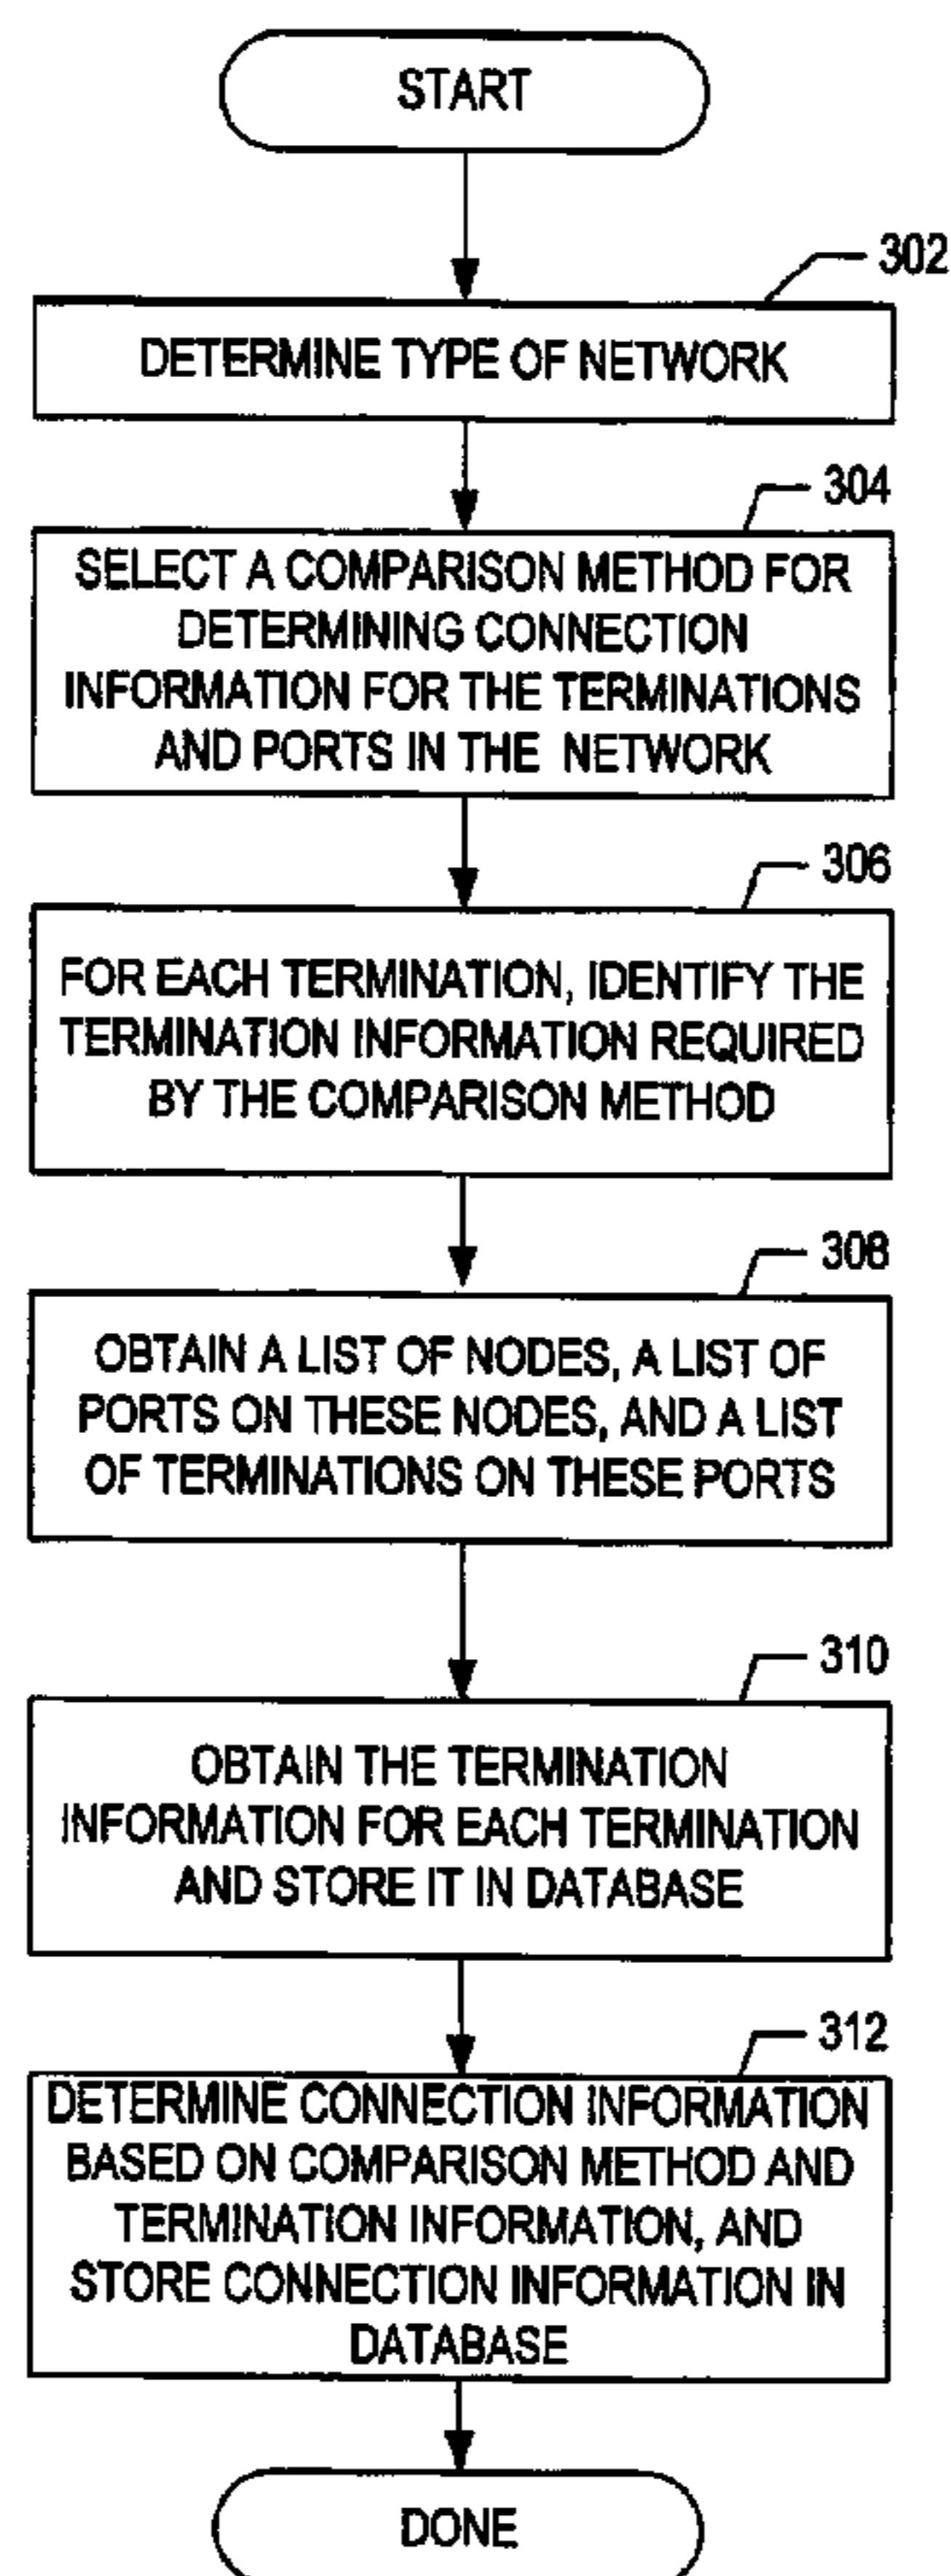 START
302
DETERMINE TYPE OF NETWORK
304
SELECT A COMPARISON METHOD FOR
DETERMINING CONNECTION
INFORMATION FOR THE TERMINATIONS
AND PORTS IN THE NETWORK
306
FOR EACH TERMINATION, IDENTIFY THE
TERMINATION INFORMATION REQUIRED
BY THE COMPARISON METHOD
308
OBTAIN A LIST OF NODES, A LIST OF
PORTS ON THESE NODES, AND A LIST
OF TERMINATIONS ON THESE PORTS
310
OBTAIN THE TERMINATION
INFORMATION FOR EACH TERMINATION
AND STORE IT IN DATABASE
312
DETERMINE CONNECTION INFORMATION
BASED ON COMPARISON METHOD AND
TERMINATION INFORMATION, AND
STORE CONNECTION INFORMATION IN
DATABASE
DONE